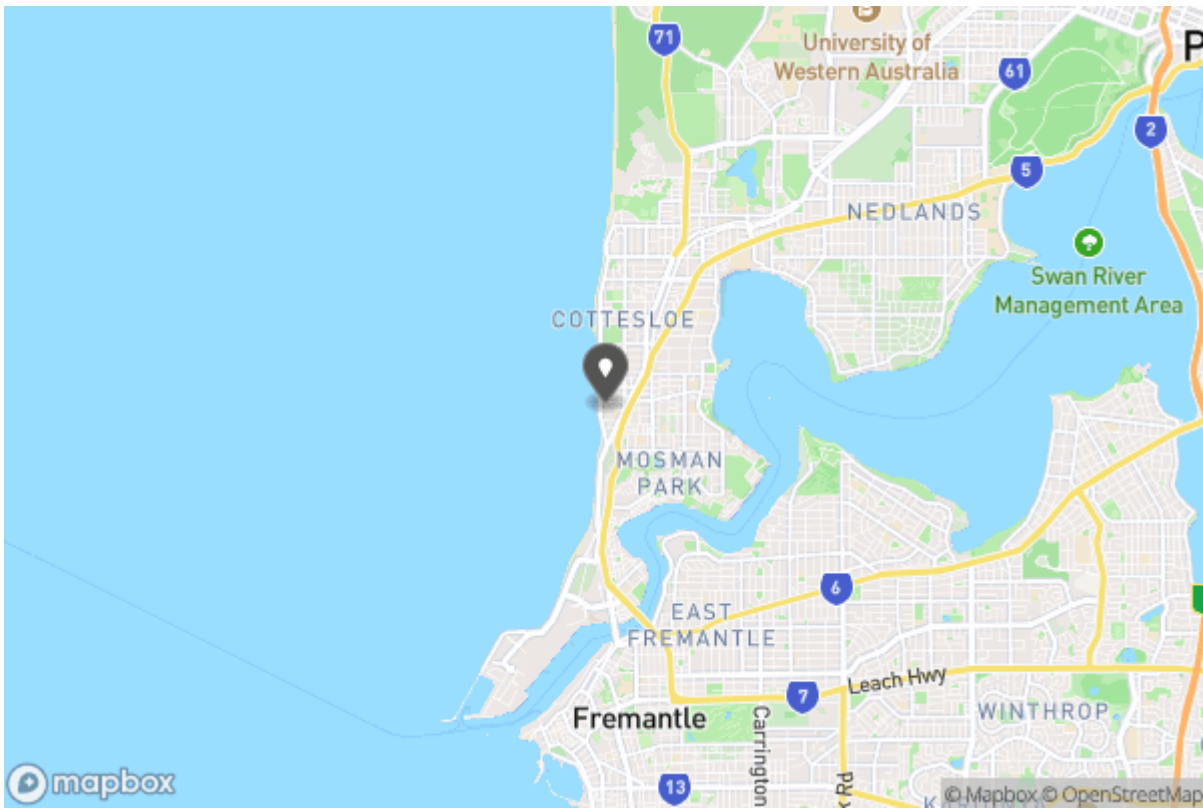 71
University of
Western Australia
61
P
2
5
NEDLANDS
Swan River
Management Area
COTTESLOE
MOSMAN
PARK
6
EAST
FREMANTLE
Leach Hwy
7
Fremantle
Carrington
WINTHROP
13
Rd
K
mapbox
© Mapbox © OpenStreetMap